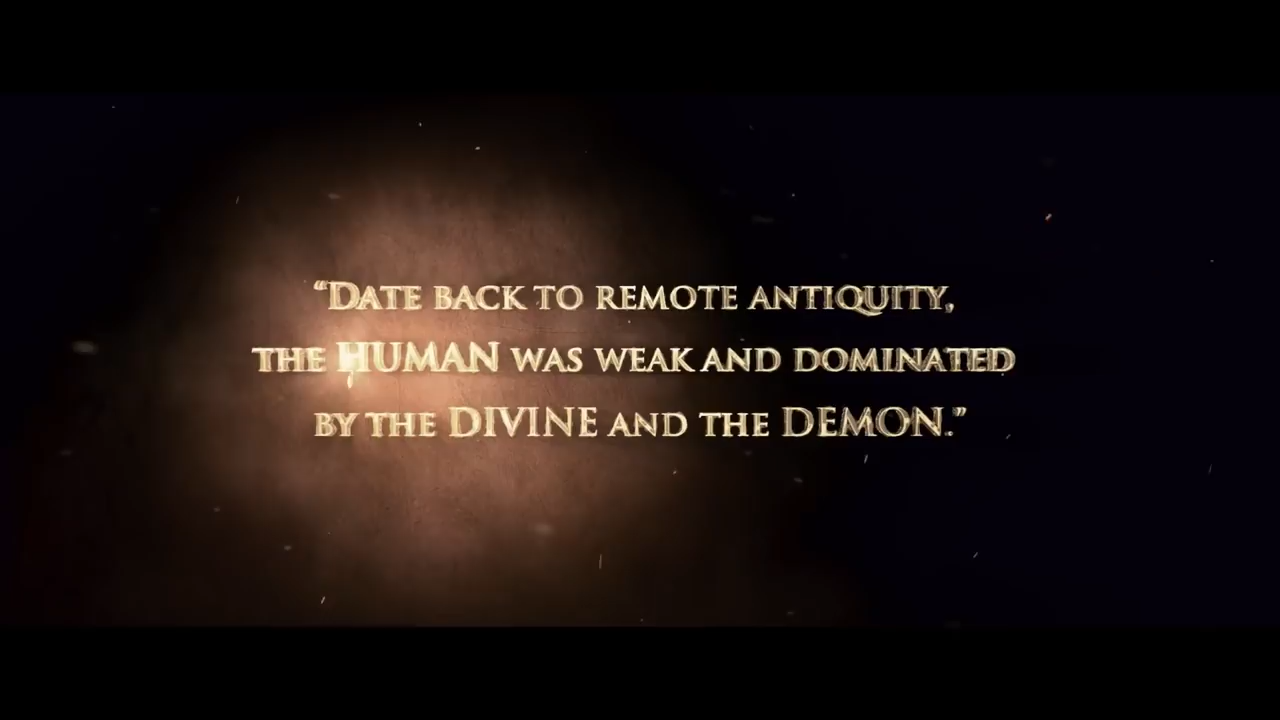 “Date back to remote antiquity,
the HUMAN was weak and dominated
by the DIVINE and the DEMON.”